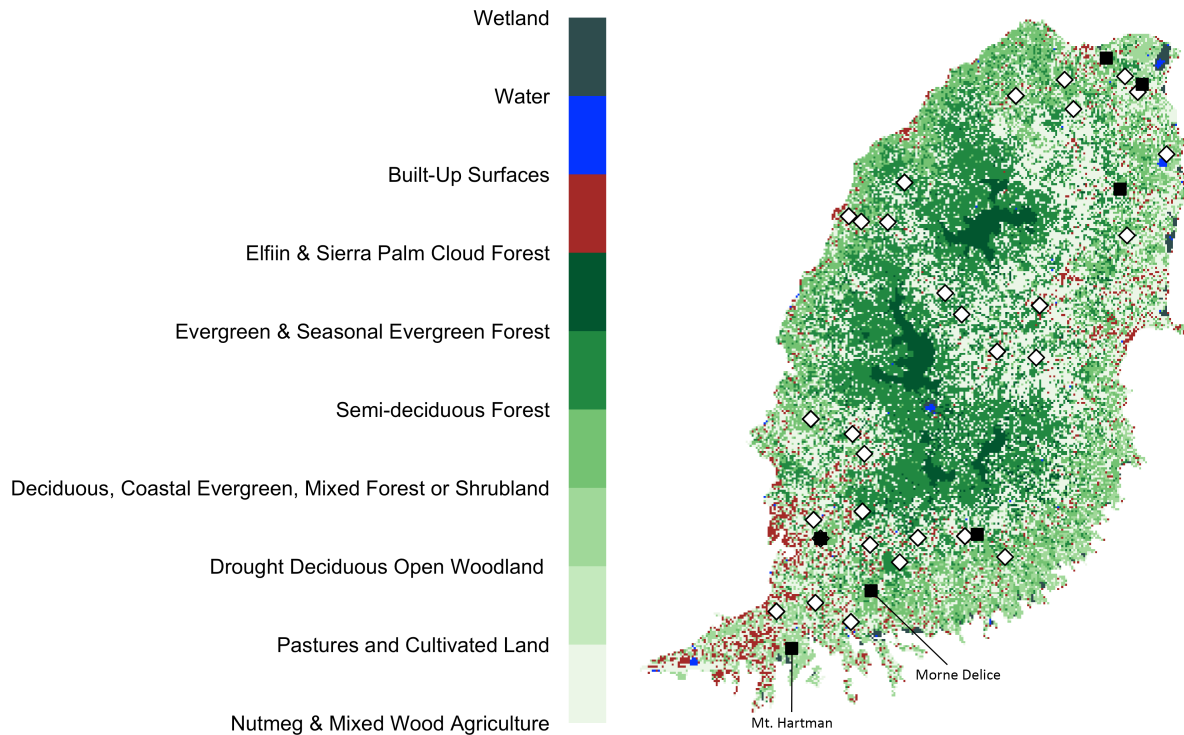 Wetland
Water
Built-Up Surfaces
Elfiin & Sierra Palm Cloud Forest
Evergreen & Seasonal Evergreen Forest
Semi-deciduous Forest
Deciduous, Coastal Evergreen, Mixed Forest or Shrubland
Drought Deciduous Open Woodland
Pastures and Cultivated Land
Nutmeg & Mixed Wood Agriculture
Morne Delice
Mt. Hartman